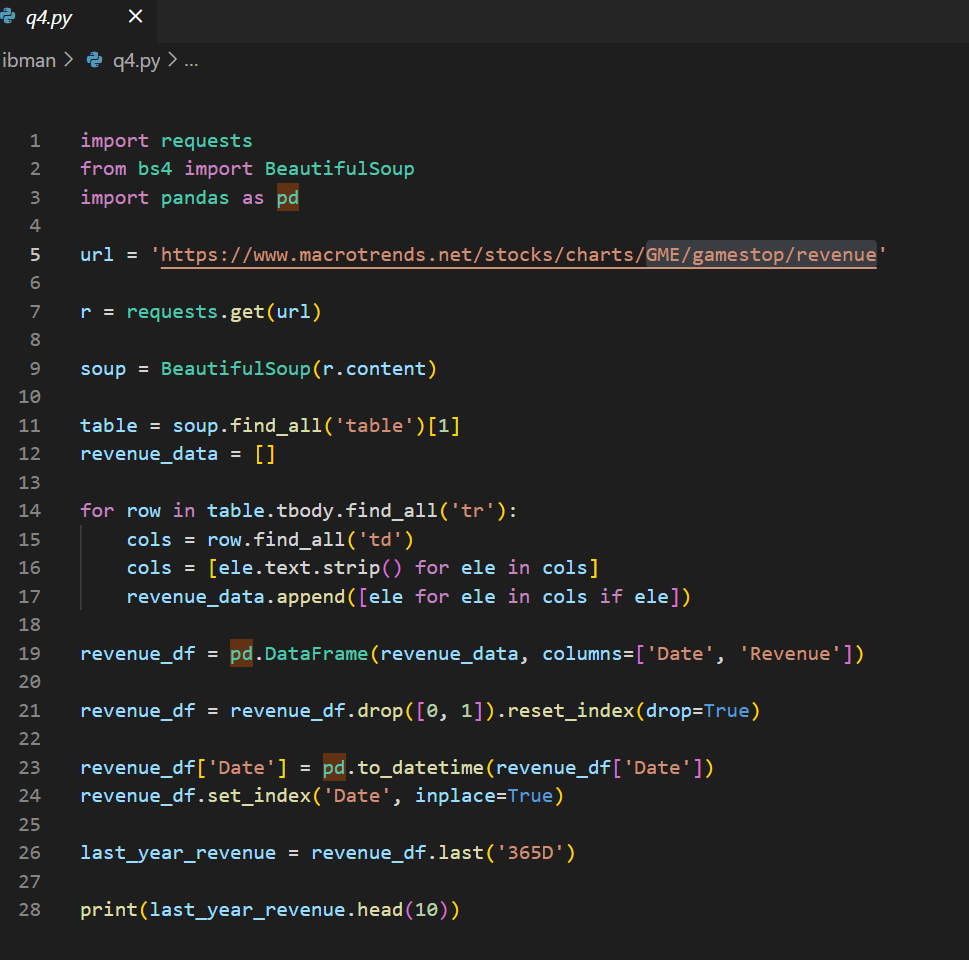 q4.py ×
ibman > q4.py > ...
1 import requests
2 from bs4 import BeautifulSoup
3 import pandas as pd
4
5 url = 'https://www.macrotrends.net/stocks/charts/GME/gamestop/revenue'
6
7 r = requests.get(url)
8
9 soup = BeautifulSoup(r.content)
10
11 table = soup.find_all('table')[1]
12 revenue_data = []
13
14 for row in table.tbody.find_all('tr'):
15     cols = row.find_all('td')
16     cols = [ele.text.strip() for ele in cols]
17     revenue_data.append([ele for ele in cols if ele])
18
19 revenue_df = pd.DataFrame(revenue_data, columns=['Date', 'Revenue'])
20
21 revenue_df = revenue_df.drop([0, 1]).reset_index(drop=True)
22
23 revenue_df['Date'] = pd.to_datetime(revenue_df['Date'])
24 revenue_df.set_index('Date', inplace=True)
25
26 last_year_revenue = revenue_df.last('365D')
27
28 print(last_year_revenue.head(10))